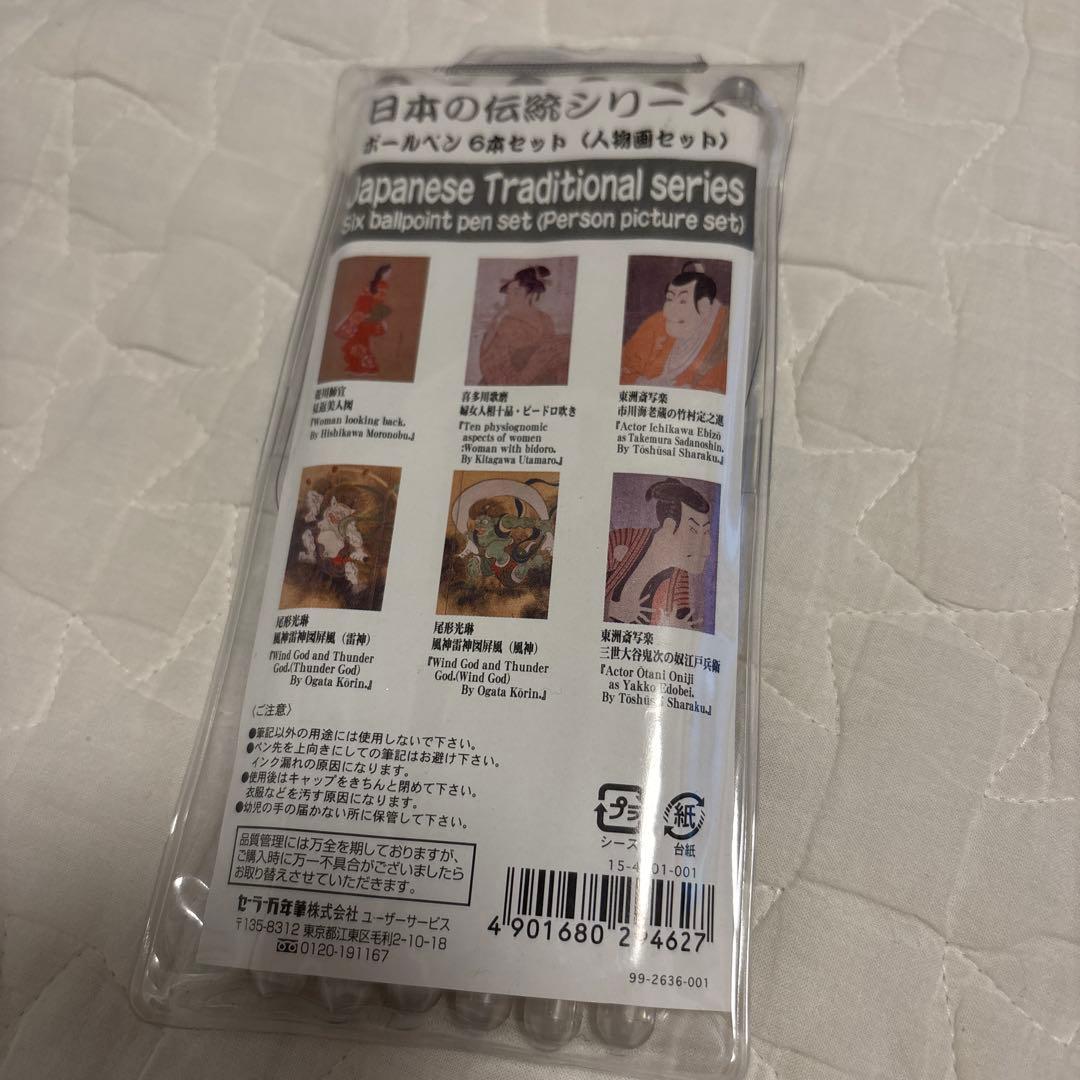 日本の伝統シリーズ
ボールペン 6本セット〈人物画セット〉
Japanese Traditional series
Six ballpoint pen set (Person picture set)
菱川師宣
見返美人図
『Woman looking back.
By Hishikawa Moronobu.』
喜多川歌磨
婦女人相十品・ビードロ吹き
『Ten physiognomic
aspects of women
:Woman with bidoro.
By Kitagawa Utamaro.』
東洲斎写楽
市川海老蔵の竹村定之進
『Actor Ichikawa Ebizō
as Takemura Sadanoshin.
By Tōshūsai Sharaku.』
尾形光琳
風神雷神図屏風（雷神）
『Wind God and Thunder
God.(Thunder God)
By Ogata Kōrin.』
尾形光琳
風神雷神図屏風（風神）
『Wind God and Thunder
God.(Wind God)
By Ogata Kōrin.』
東洲斎写楽
三世大谷鬼次の奴江戸兵衛
『Actor Ōtani Oniji
as Yakko Edobei.
By Tōshūsai Sharaku.』
〈ご注意〉
●筆記以外の用途には使用しないで下さい。
●ペン先を上向きにしての筆記はお避け下さい。
インク漏れの原因になります。
●使用後はキャップをきちんと閉めて下さい。
衣服などを汚す原因になります。
●幼児の手の届かない所に保管して下さい。
品質管理には万全を期しておりますが、
ご購入時に万一不具合がございましたら
お取り替えさせていただきます。
セーラー万年筆株式会社 ユーザーサービス
〒135-8312 東京都江東区毛利2-10-18
0120-191167
プラ
シース
紙
台紙
4 901680 294627
99-2636-001